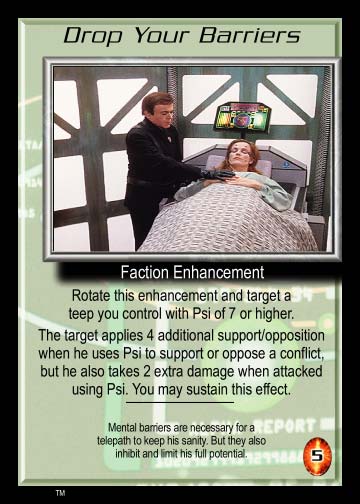 Drop Your Barriers
Faction Enhancement
Rotate this enhancement and target a
teep you control with Psi of 7 or higher.
The target applies 4 additional support/opposition
when he uses Psi to support or oppose a conflict,
but he also takes 2 extra damage when attacked
using Psi. You may sustain this effect.
Mental barriers are necessary for a
telepath to keep his sanity. But they also
inhibit and limit his full potential.
5
REPORT
TM